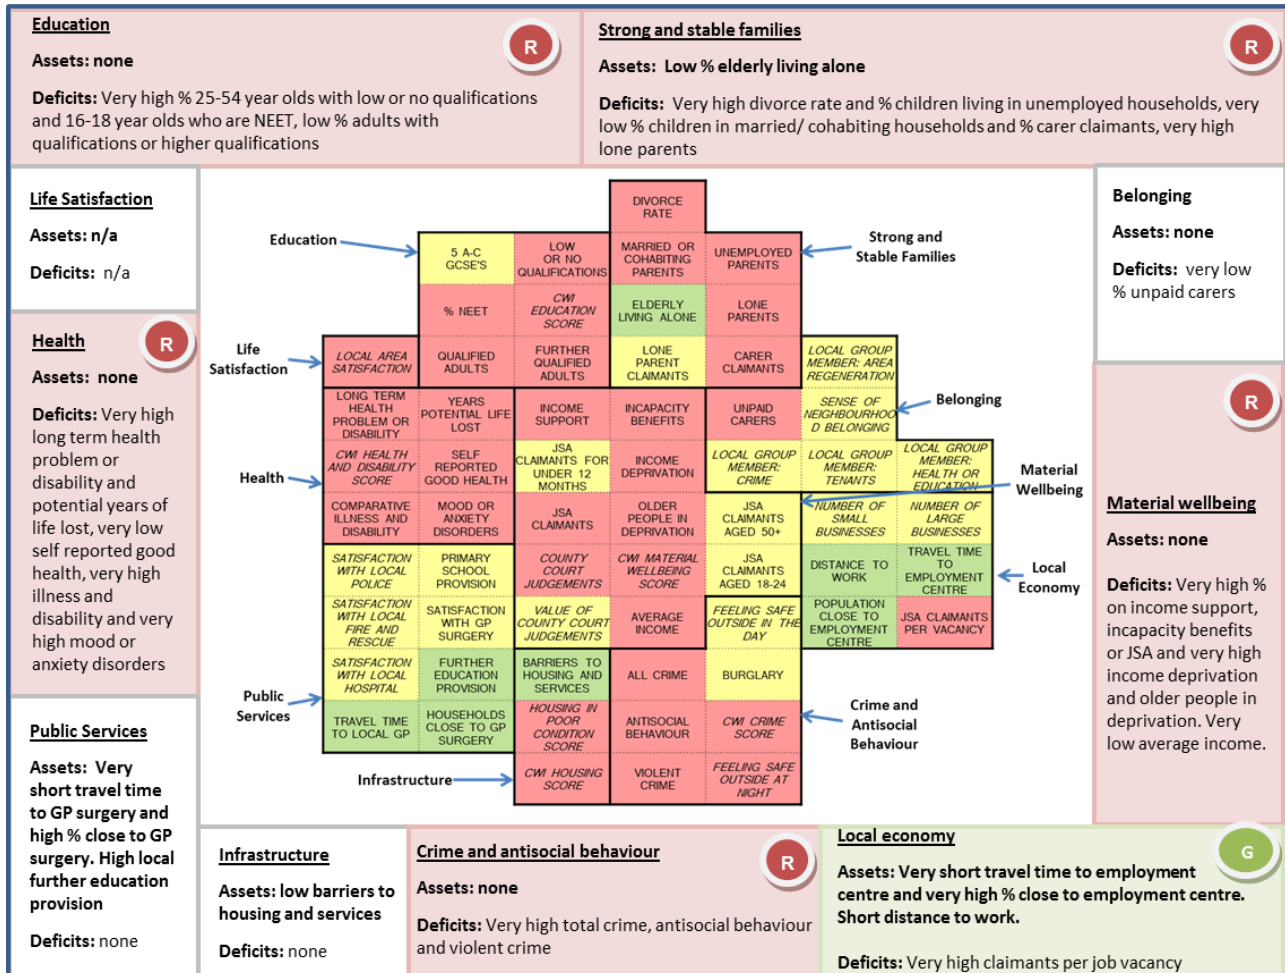 Education
R
Assets: none
Deficits: Very high % 25-54 year olds with low or no qualifications
and 16-18 year olds who are NEET, low % adults with
qualifications or higher qualifications
Strong and stable families
R
Assets: Low % elderly living alone
Deficits: Very high divorce rate and % children living in unemployed households, very
low % children in married/ cohabiting households and % carer claimants, very high
lone parents
Life Satisfaction
Assets: n/a
Deficits: n/a
Belonging
Assets: none
Deficits: very low
% unpaid carers
Health
R
Assets: none
Deficits: Very high
long term health
problem or
disability and
potential years of
life lost, very low
self reported good
health, very high
illness and
disability and very
high mood or
anxiety disorders
Education
Strong and
Stable Families
Life
Satisfaction
Belonging
Health
Material
Wellbeing
Local
Economy
Public
Services
Crime and
Antisocial
Behaviour
Infrastructure
DIVORCE
RATE
5 A-C
GCSE'S
LOW
OR NO
QUALIFICATIONS
MARRIED OR
COHABITING
PARENTS
UNEMPLOYED
PARENTS
% NEET
CWI
EDUCATION
SCORE
ELDERLY
LIVING ALONE
LONE
PARENTS
LOCAL AREA
SATISFACTION
QUALIFIED
ADULTS
FURTHER
QUALIFIED
ADULTS
LONE
PARENT
CLAIMANTS
CARER
CLAIMANTS
LOCAL GROUP
MEMBER: AREA
REGENERATION
LONG TERM
HEALTH
PROBLEM OR
DISABILITY
YEARS
POTENTIAL LIFE
LOST
INCOME
SUPPORT
INCAPACITY
BENEFITS
UNPAID
CARERS
SENSE OF
NEIGHBOURHOO
D BELONGING
CWI HEALTH
AND DISABILITY
SCORE
SELF
REPORTED
GOOD HEALTH
JSA
CLAIMANTS FOR
UNDER 12
MONTHS
INCOME
DEPRIVATION
LOCAL GROUP
MEMBER:
CRIME
LOCAL GROUP
MEMBER:
TENANTS
LOCAL GROUP
MEMBER:
HEALTH OR
EDUCATION
COMPARATIVE
ILLNESS AND
DISABILITY
MOOD OR
ANXIETY
DISORDERS
JSA
CLAIMANTS
OLDER
PEOPLE IN
DEPRIVATION
JSA
CLAIMANTS
AGED 50+
NUMBER OF
SMALL
BUSINESSES
NUMBER OF
LARGE
BUSINESSES
SATISFACTION
WITH LOCAL
POLICE
PRIMARY
SCHOOL
PROVISION
COUNTY
COURT
JUDGEMENTS
CWI MATERIAL
WELLBEING
SCORE
JSA
CLAIMANTS
AGED 18-24
DISTANCE TO
WORK
TRAVEL TIME
TO
EMPLOYMENT
CENTRE
SATISFACTION
WITH LOCAL
FIRE AND
RESCUE
SATISFACTION
WITH GP
SURGERY
VALUE OF
COUNTY COURT
JUDGEMENTS
AVERAGE
INCOME
FEELING SAFE
OUTSIDE IN THE
DAY
POPULATION
CLOSE TO
EMPLOYMENT
CENTRE
JSA CLAIMANTS
PER VACANCY
SATISFACTION
WITH LOCAL
HOSPITAL
FURTHER
EDUCATION
PROVISION
BARRIERS TO
HOUSING AND
SERVICES
ALL CRIME
BURGLARY
TRAVEL TIME
TO LOCAL GP
HOUSEHOLDS
CLOSE TO GP
SURGERY
HOUSING IN
POOR
CONDITION
SCORE
ANTISOCIAL
BEHAVIOUR
CWI CRIME
SCORE
CWI HOUSING
SCORE
VIOLENT
CRIME
FEELING SAFE
OUTSIDE AT
NIGHT
R
Material wellbeing
Assets: none
Deficits: Very high %
on income support,
incapacity benefits
or JSA and very high
income deprivation
and older people in
deprivation. Very
low average income.
Public Services
Assets: Very
short travel time
to GP surgery and
high % close to GP
surgery. High local
further education
provision
Deficits: none
Infrastructure
Assets: low barriers to
housing and services
Deficits: none
Crime and antisocial behaviour
R
Assets: none
Deficits: Very high total crime, antisocial behaviour
and violent crime
Local economy
G
Assets: Very short travel time to employment
centre and very high % close to employment centre.
Short distance to work.
Deficits: Very high claimants per job vacancy